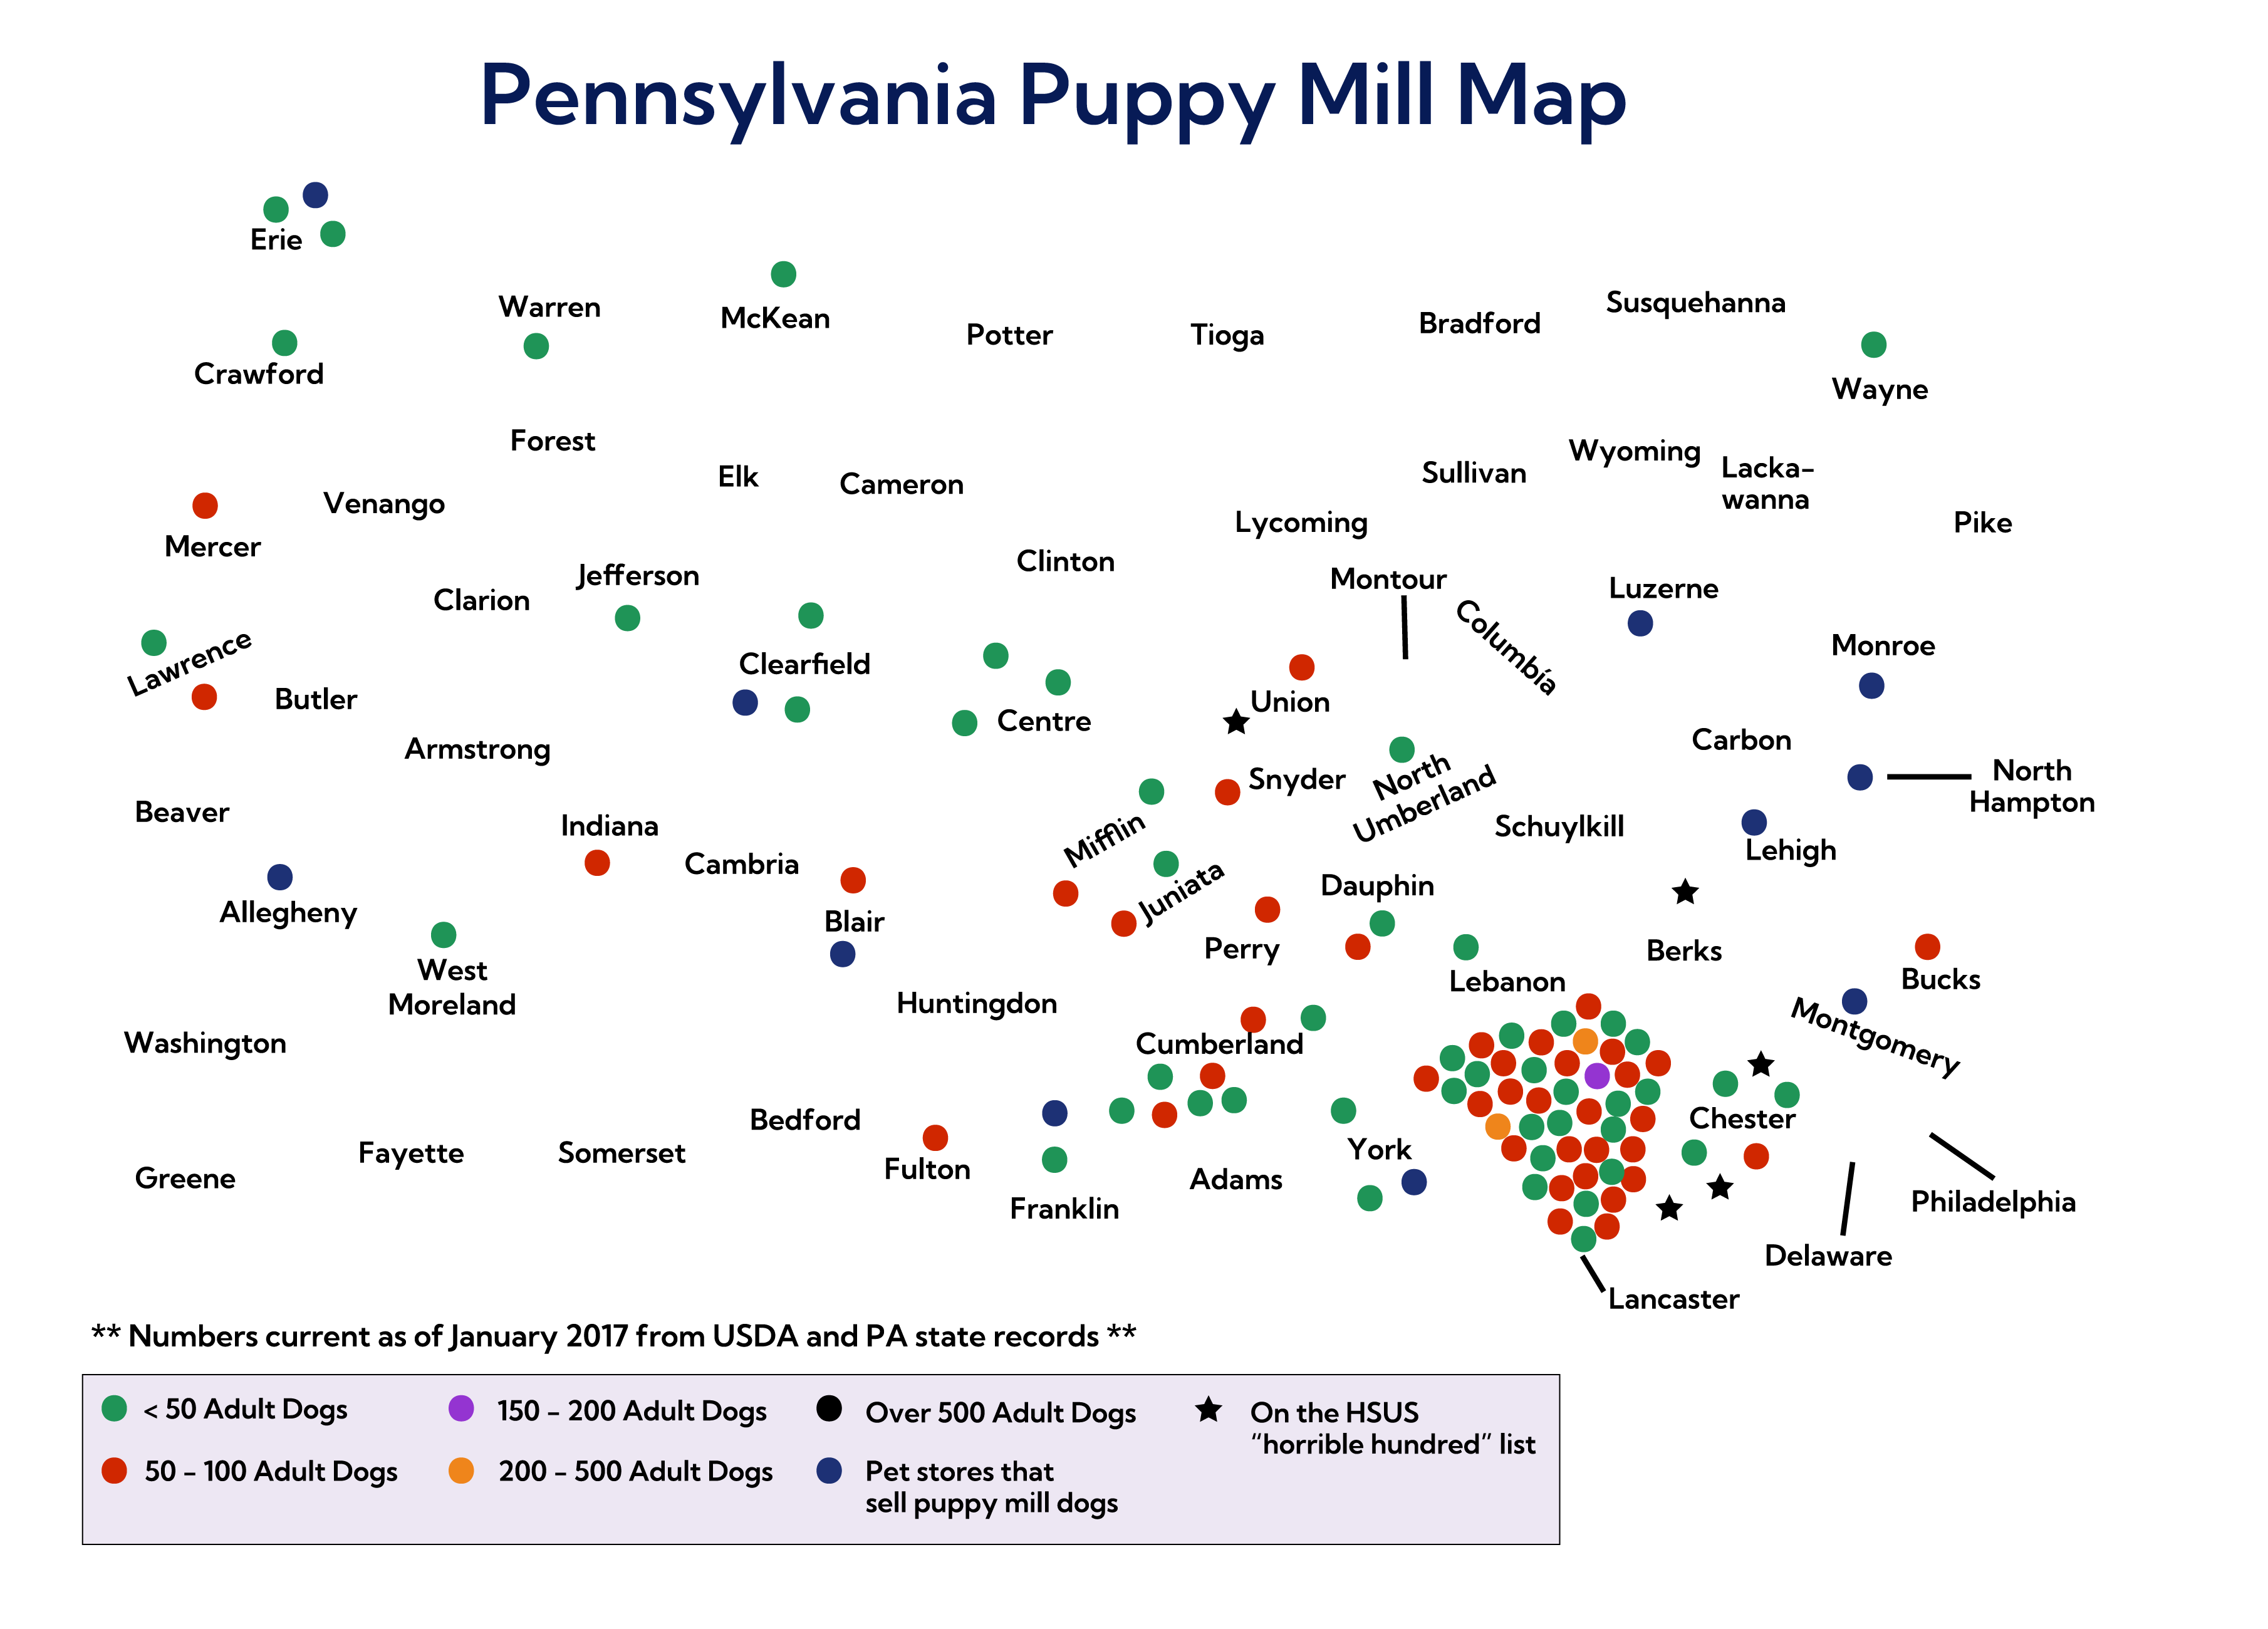 Pennsylvania Puppy Mill Map
Erie
Warren
McKean
Potter
Tioga
Bradford
Susquehanna
Crawford
Wayne
Forest
Elk
Cameron
Sullivan
Wyoming
Lacka-
wanna
Venango
Mercer
Lycoming
Pike
Clinton
Jefferson
Clarion
Montour
Columbía
Luzerne
Lawrence
Clearfield
Monroe
Butler
Centre
Union
Armstrong
Carbon
Snyder
North
Umberland
North
Hampton
Beaver
Indiana
Mifflin
Schuylkill
Lehigh
Cambria
Juniata
Dauphin
Allegheny
Blair
Perry
Berks
West
Moreland
Lebanon
Bucks
Huntingdon
Montgomery
Washington
Cumberland
Bedford
Chester
Fayette
Somerset
York
Greene
Fulton
Adams
Franklin
Philadelphia
Delaware
Lancaster
** Numbers current as of January 2017 from USDA and PA state records **
< 50 Adult Dogs
150 - 200 Adult Dogs
Over 500 Adult Dogs
On the HSUS
“horrible hundred” list
50 - 100 Adult Dogs
200 - 500 Adult Dogs
Pet stores that
sell puppy mill dogs